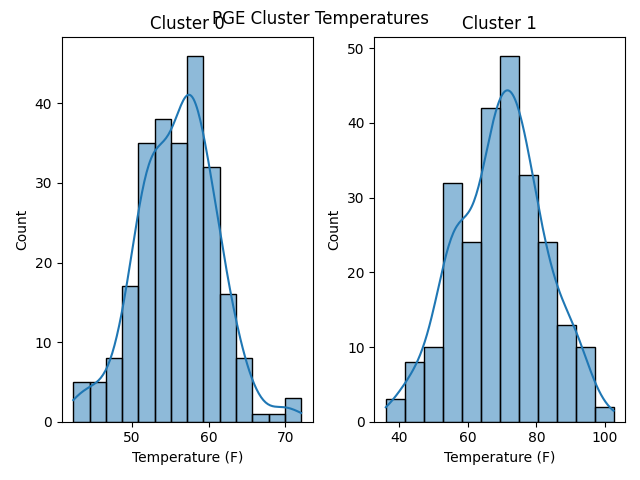 PGE Cluster Temperatures
Cluster 0
Cluster 1
Count
40
30
20
10
0
50 60 70
Temperature (F)
Count
50
40
30
20
10
0
40 60 80 100
Temperature (F)